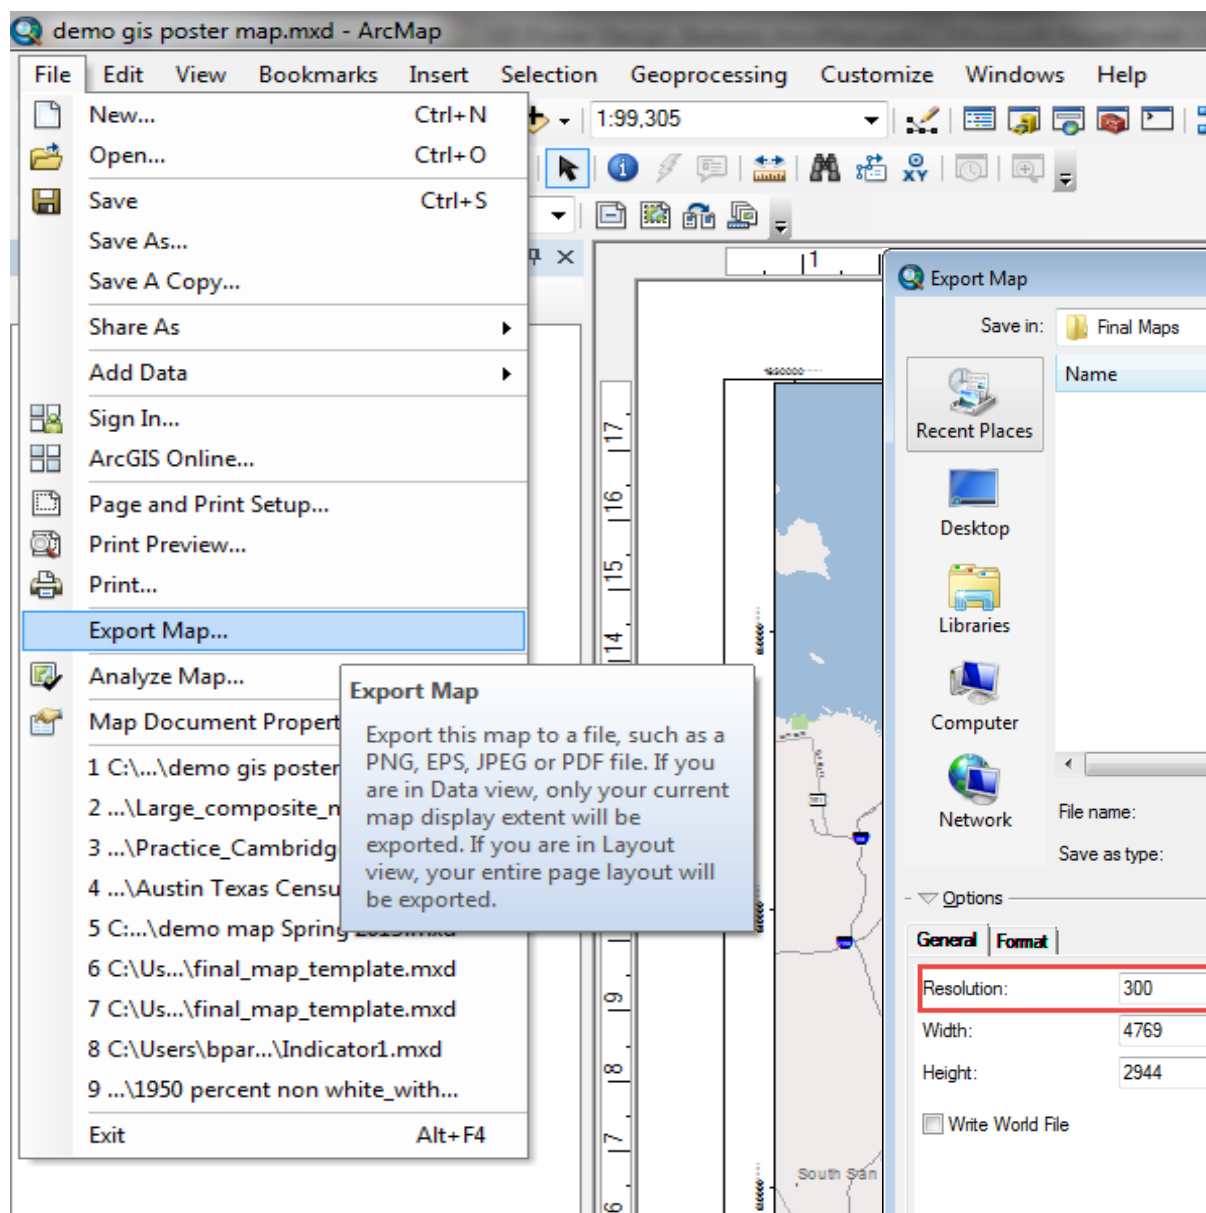 demo gis poster map.mxd - ArcMap
File Edit View Bookmarks Insert Selection Geoprocessing Customize Windows Help
New... Ctrl+N
1:99,305
Open... Ctrl+O
XY
Save Ctrl+S
Save As...
Save A Copy...
Share As
Add Data
Sign In...
ArcGIS Online...
Page and Print Setup...
Print Preview...
Print...
Export Map...
Analyze Map...
Map Document Propert
1 C:\...\demo gis poster
2 ...\Large_composite_m
3 ...\Practice_Cambridg
4 ...\Austin Texas Censu
5 C:...\demo map Spring
6 C:\Us...\final_map_template.mxd
7 C:\Us...\final_map_template.mxd
8 C:\Users\bpar...\Indicator1.mxd
9 ...\1950 percent non white_with...
Exit Alt+F4
Export Map
Export this map to a file, such as a
PNG, EPS, JPEG or PDF file. If you
are in Data view, only your current
map display extent will be
exported. If you are in Layout
view, your entire page layout will
be exported.
1
17
16
15
14
9
8
7
6
South San
Export Map
Save in: Final Maps
Name
Recent Places
Desktop
Libraries
Computer
Network
File name:
Save as type:
Options
General Format
Resolution: 300
Width: 4769
Height: 2944
Write World File